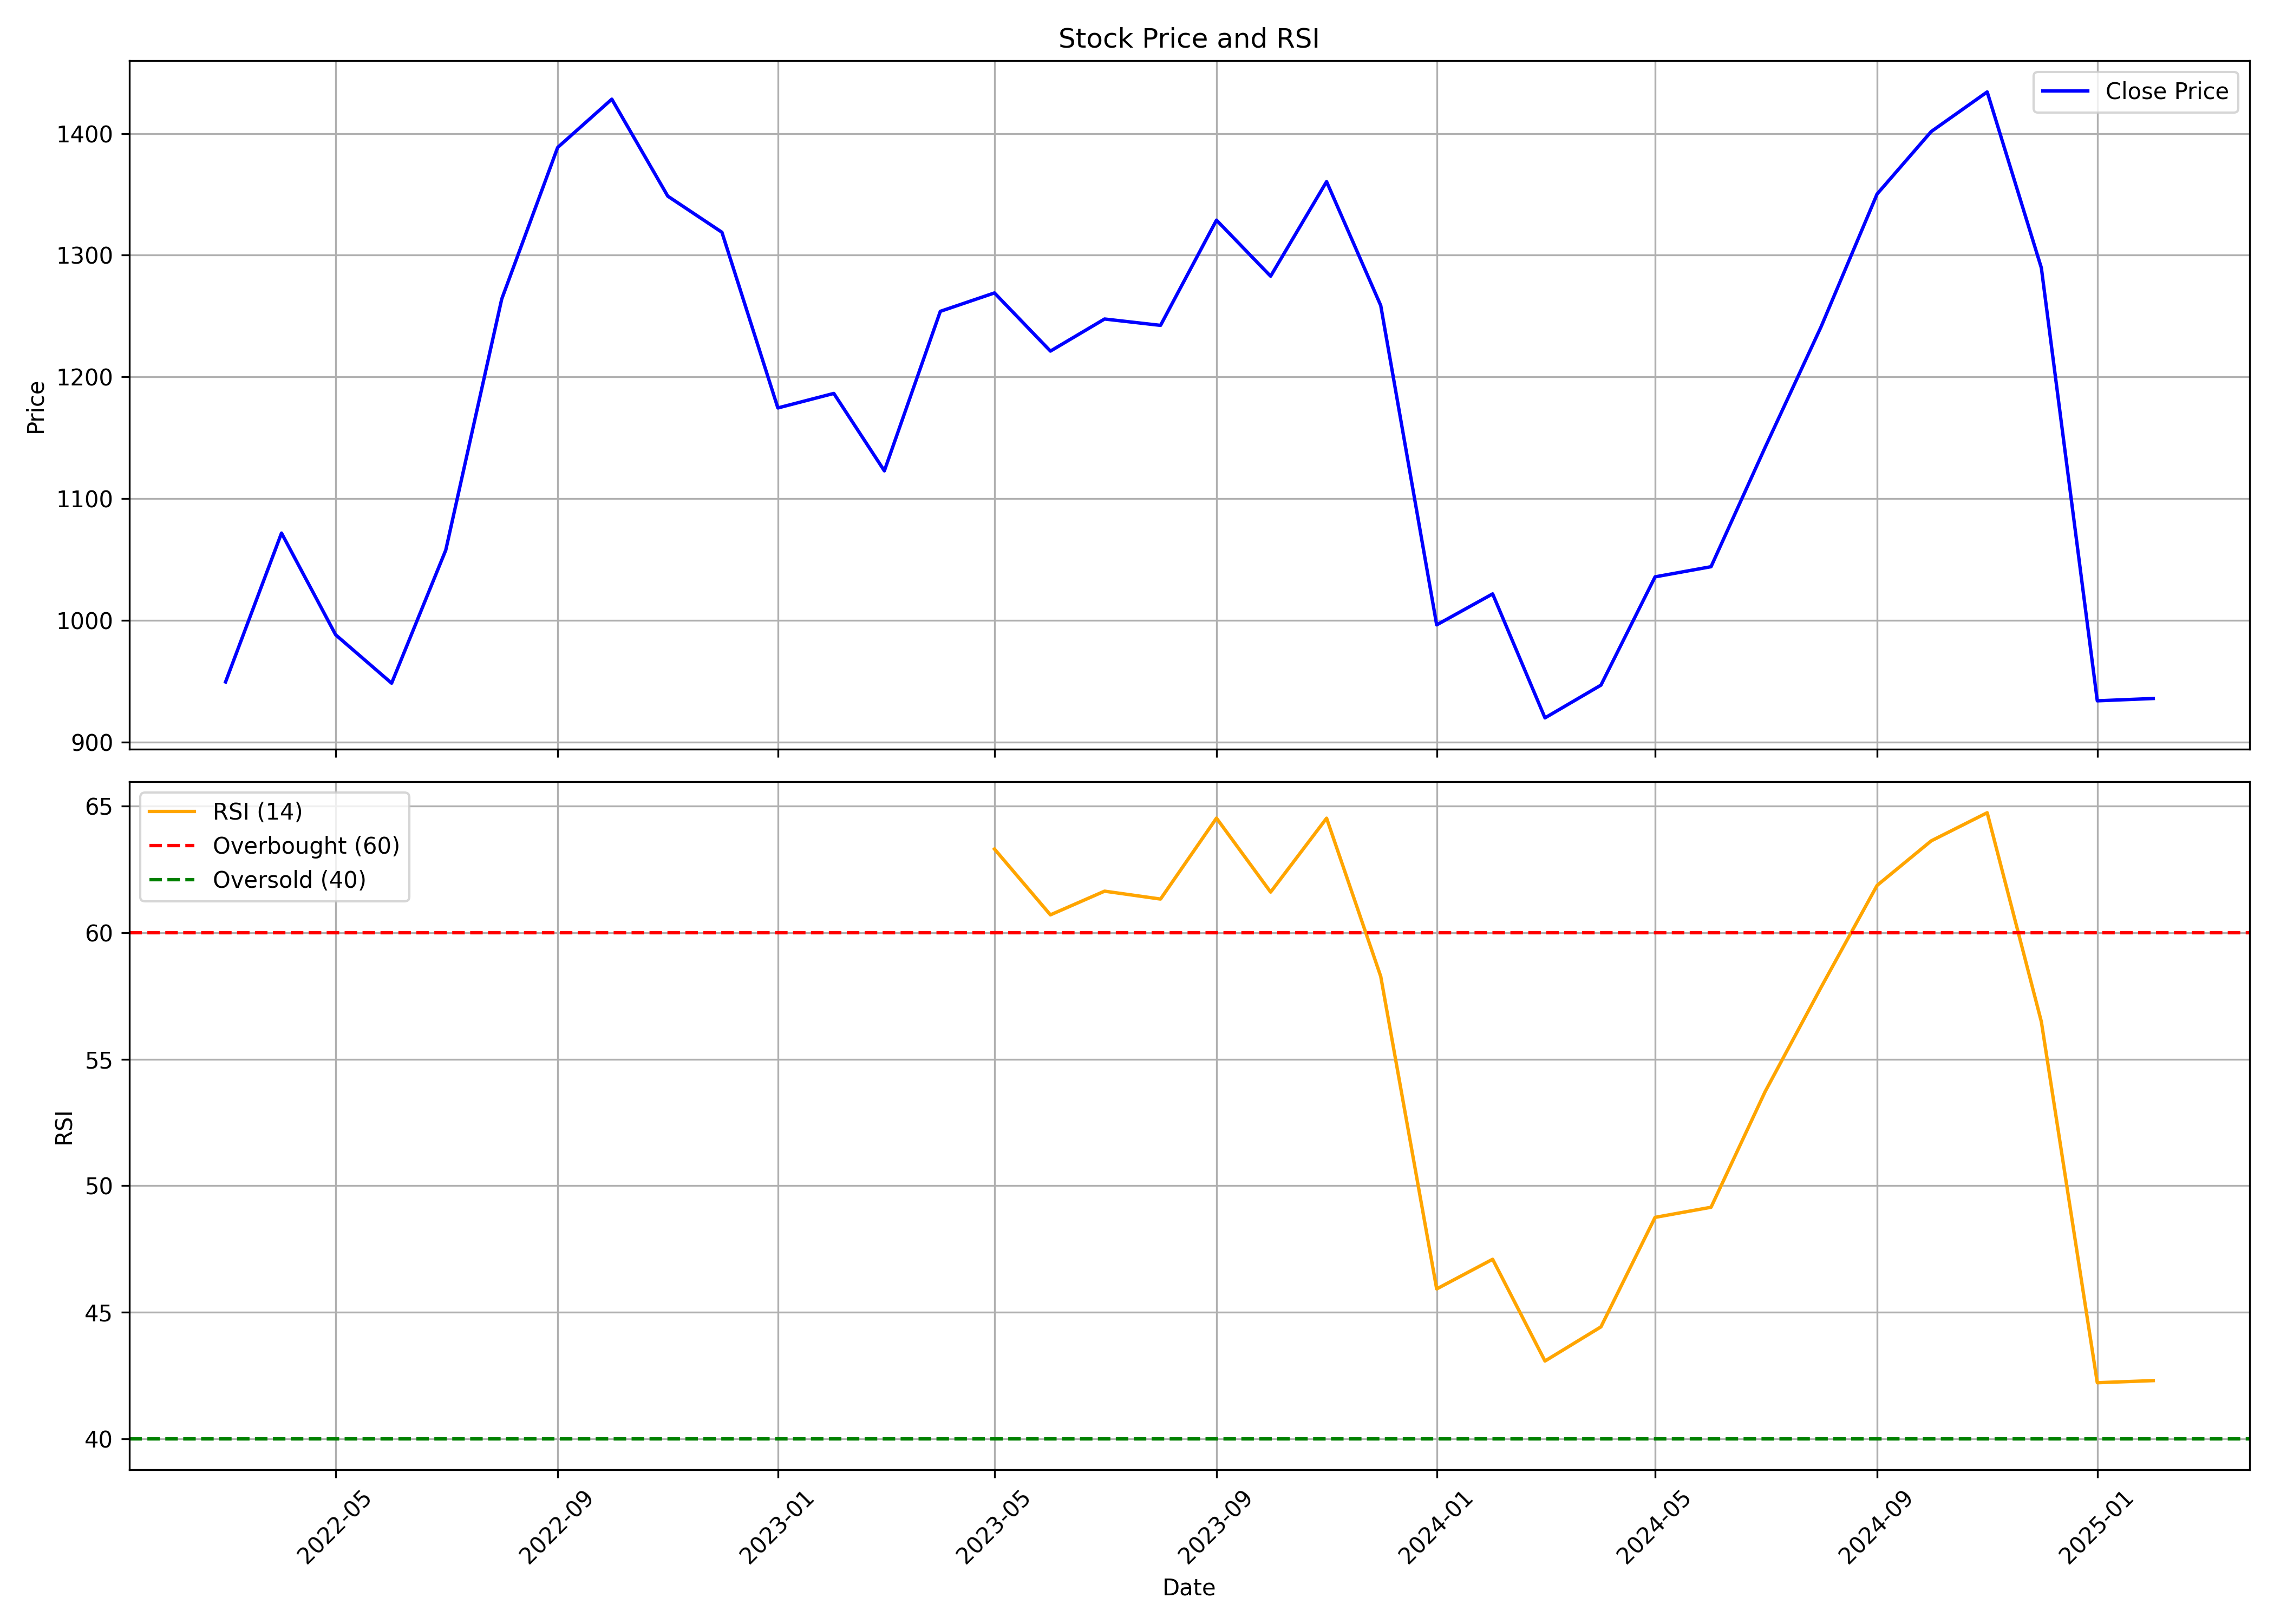 Stock Price and RSI
Close Price
Price
1400
1300
1200
1100
1000
900
RSI (14)
Overbought (60)
Oversold (40)
RSI
65
60
55
50
45
40
2022-05
2022-09
2023-01
2023-05
2023-09
2024-01
2024-05
2024-09
2025-01
Date